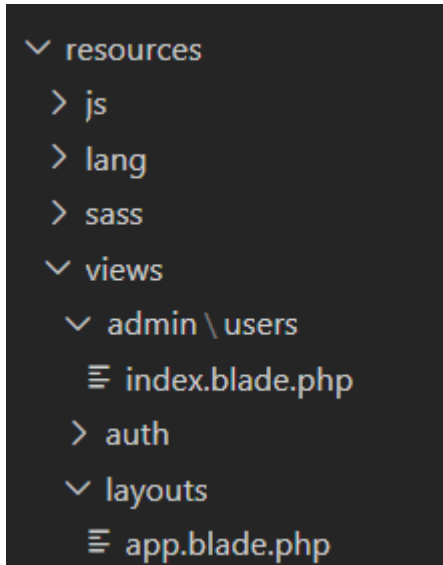 resources
js
lang
sass
views
admin \ users
index.blade.php
auth
layouts
app.blade.php